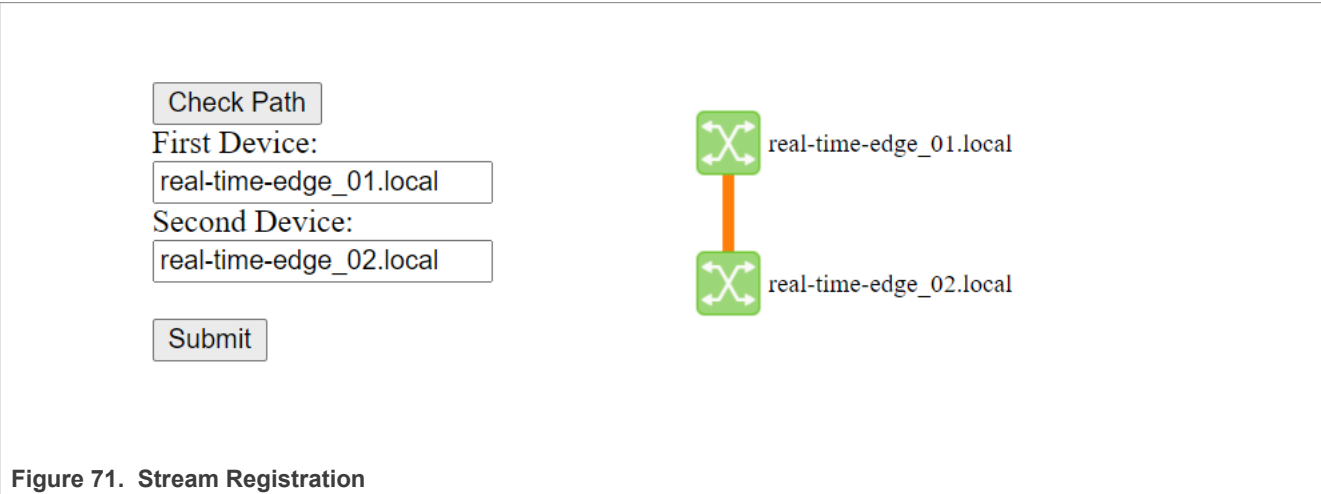 Check Path
First Device:
real-time-edge_01.local
Second Device:
real-time-edge_02.local
Submit
real-time-edge_01.local
real-time-edge_02.local
Figure 71. Stream Registration